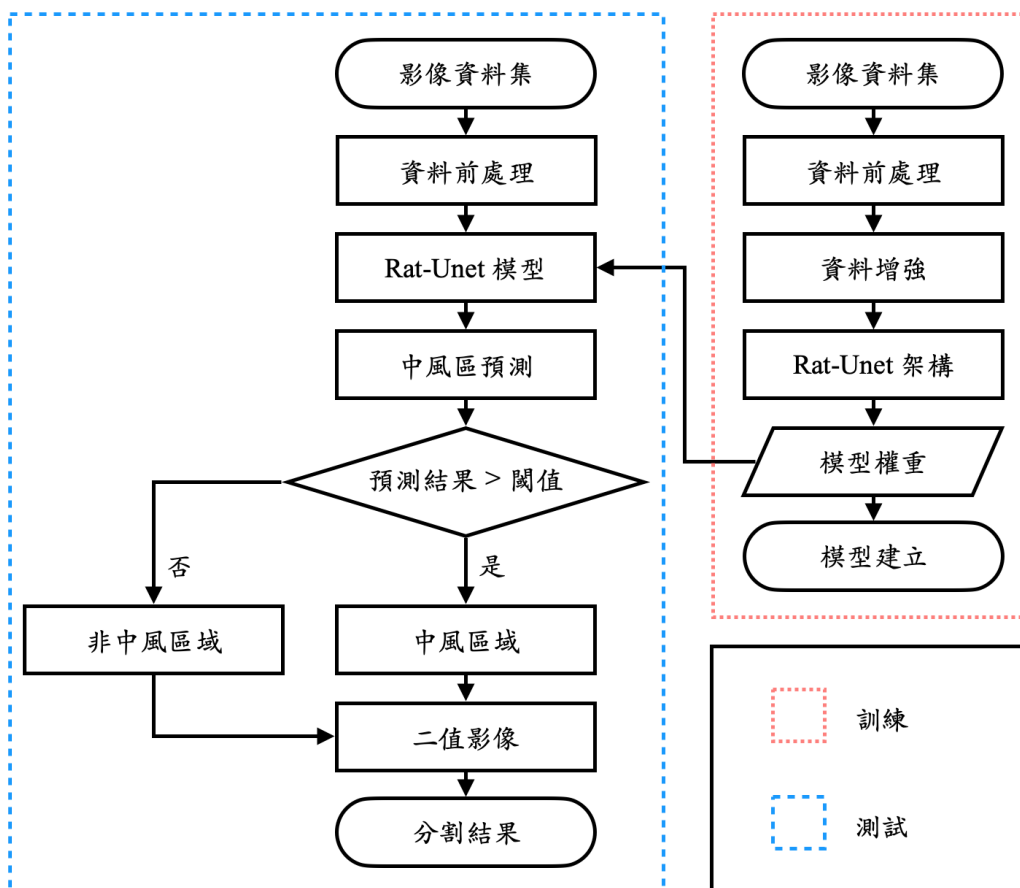 影像資料集
資料前處理
Rat-Unet 模型
中風區預測
預測結果 > 閾值
否
是
非中風區域
中風區域
二值影像
分割結果
影像資料集
資料前處理
資料增強
Rat-Unet 架構
模型權重
模型建立
訓練
測試